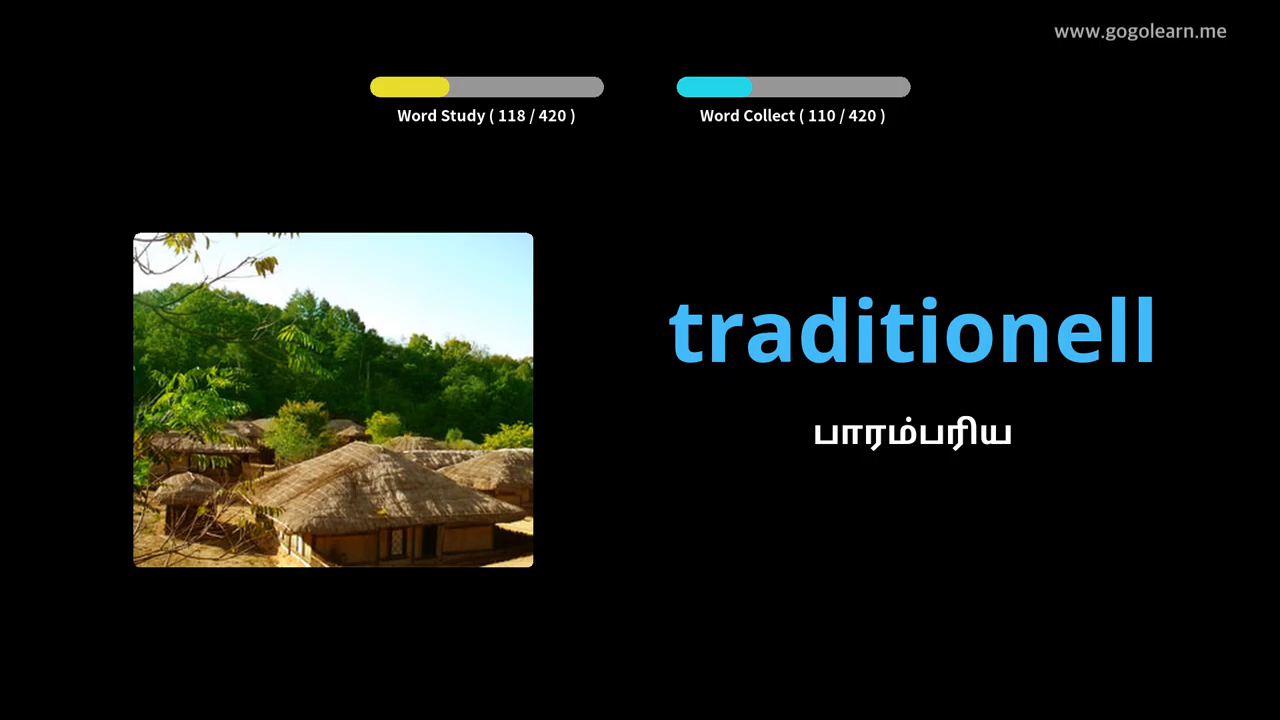 www.gogolearn.me
Word Study ( 118 / 420 )
Word Collect ( 110 / 420 )
traditionell
பாரம்பரிய